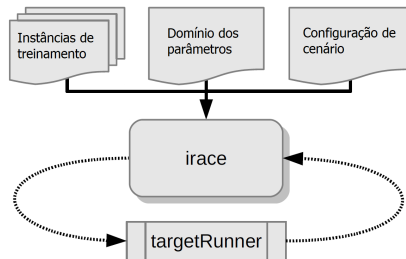 Instâncias de
treinamento
Domínio dos
parâmetros
Configuração de
cenário
irace
targetRunner